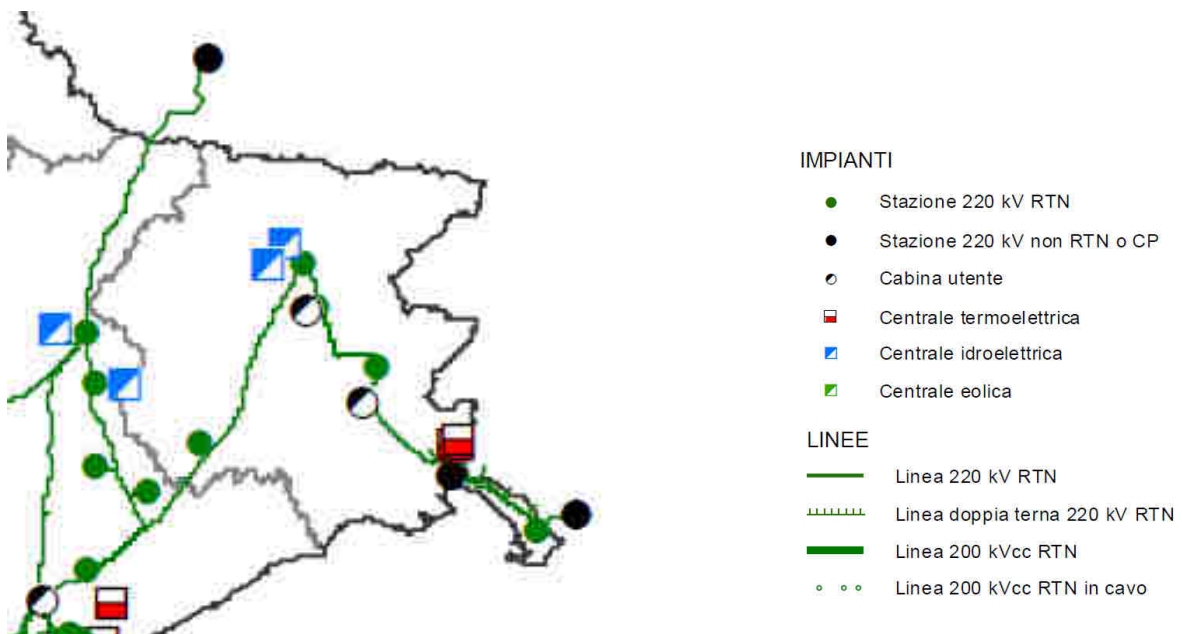 IMPIANTI
Stazione 220 kV RTN
Stazione 220 kV non RTN o CP
Cabina utente
Centrale termoelettrica
Centrale idroelettrica
Centrale eolica
LINEE
Linea 220 kV RTN
Linea doppia terna 220 kV RTN
Linea 200 kVcc RTN
Linea 200 kVcc RTN in cavo